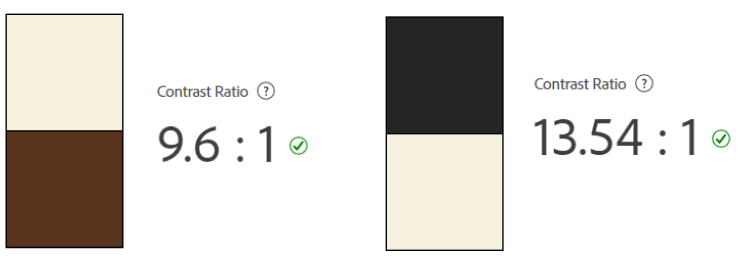 Contrast Ratio ?
9.6 : 1
Contrast Ratio ?
13.54 : 1